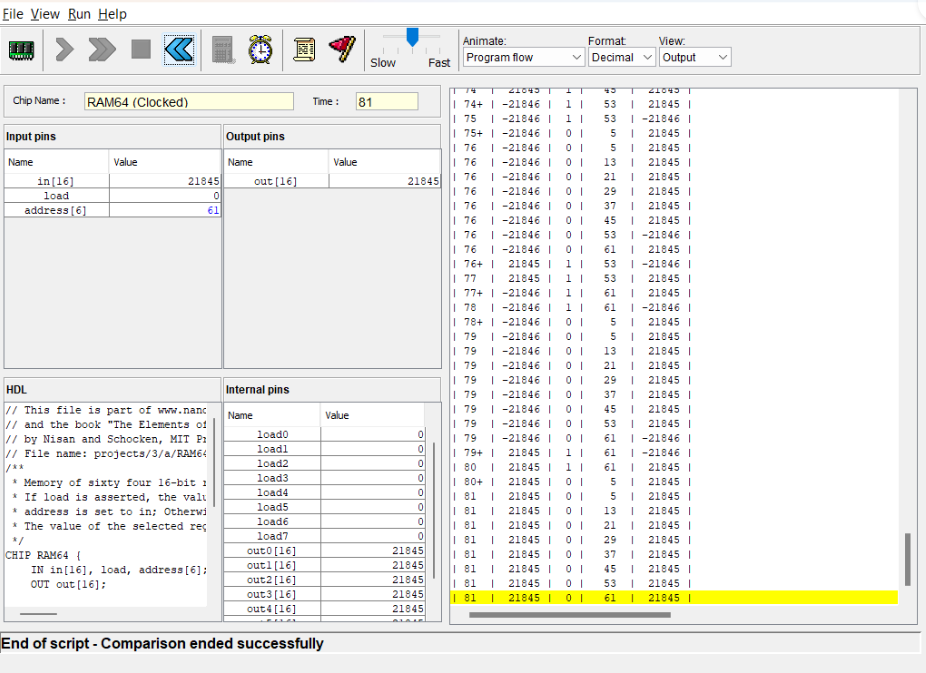 File View Run Help
Slow Fast
Animate:
Program flow
Format:
Decimal
View:
Output
Chip Name : RAM64 (Clocked) Time : 81
Input pins
Name Value
in[16] 21845
load 0
address[6] 61
Output pins
Name Value
out[16] 21845
HDL
// This file is part of www.nanc
// and the book "The Elements of
// by Nisan and Schocken, MIT Pr
// File name: projects/3/a/RAM64
/**
* Memory of sixty four 16-bit r
* If load is asserted, the valu
* address is set to in; Otherwi
* The value of the selected reg
*/
CHIP RAM64 {
IN in[16], load, address[6];
OUT out[16];
Internal pins
Name Value
load0 0
load1 0
load2 0
load3 0
load4 0
load5 0
load6 0
load7 0
out0[16] 21845
out1[16] 21845
out2[16] 21845
out3[16] 21845
out4[16] 21845
| 74 | 21845 | 1 | 45 | 21845 |
| 74+ | -21846 | 1 | 53 | 21845 |
| 75 | -21846 | 1 | 53 | -21846 |
| 75+ | -21846 | 0 | 5 | 21845 |
| 76 | -21846 | 0 | 5 | 21845 |
| 76 | -21846 | 0 | 13 | 21845 |
| 76 | -21846 | 0 | 21 | 21845 |
| 76 | -21846 | 0 | 29 | 21845 |
| 76 | -21846 | 0 | 37 | 21845 |
| 76 | -21846 | 0 | 45 | 21845 |
| 76 | -21846 | 0 | 53 | -21846 |
| 76 | -21846 | 0 | 61 | 21845 |
| 76+ | 21845 | 1 | 53 | -21846 |
| 77 | 21845 | 1 | 53 | 21845 |
| 77+ | -21846 | 1 | 61 | 21845 |
| 78 | -21846 | 1 | 61 | -21846 |
| 78+ | -21846 | 0 | 5 | 21845 |
| 79 | -21846 | 0 | 5 | 21845 |
| 79 | -21846 | 0 | 13 | 21845 |
| 79 | -21846 | 0 | 21 | 21845 |
| 79 | -21846 | 0 | 29 | 21845 |
| 79 | -21846 | 0 | 37 | 21845 |
| 79 | -21846 | 0 | 45 | 21845 |
| 79 | -21846 | 0 | 53 | 21845 |
| 79 | -21846 | 0 | 61 | -21846 |
| 79+ | 21845 | 1 | 61 | -21846 |
| 80 | 21845 | 1 | 61 | 21845 |
| 80+ | 21845 | 0 | 5 | 21845 |
| 81 | 21845 | 0 | 5 | 21845 |
| 81 | 21845 | 0 | 13 | 21845 |
| 81 | 21845 | 0 | 21 | 21845 |
| 81 | 21845 | 0 | 29 | 21845 |
| 81 | 21845 | 0 | 37 | 21845 |
| 81 | 21845 | 0 | 45 | 21845 |
| 81 | 21845 | 0 | 53 | 21845 |
| 81 | 21845 | 0 | 61 | 21845 |
End of script - Comparison ended successfully